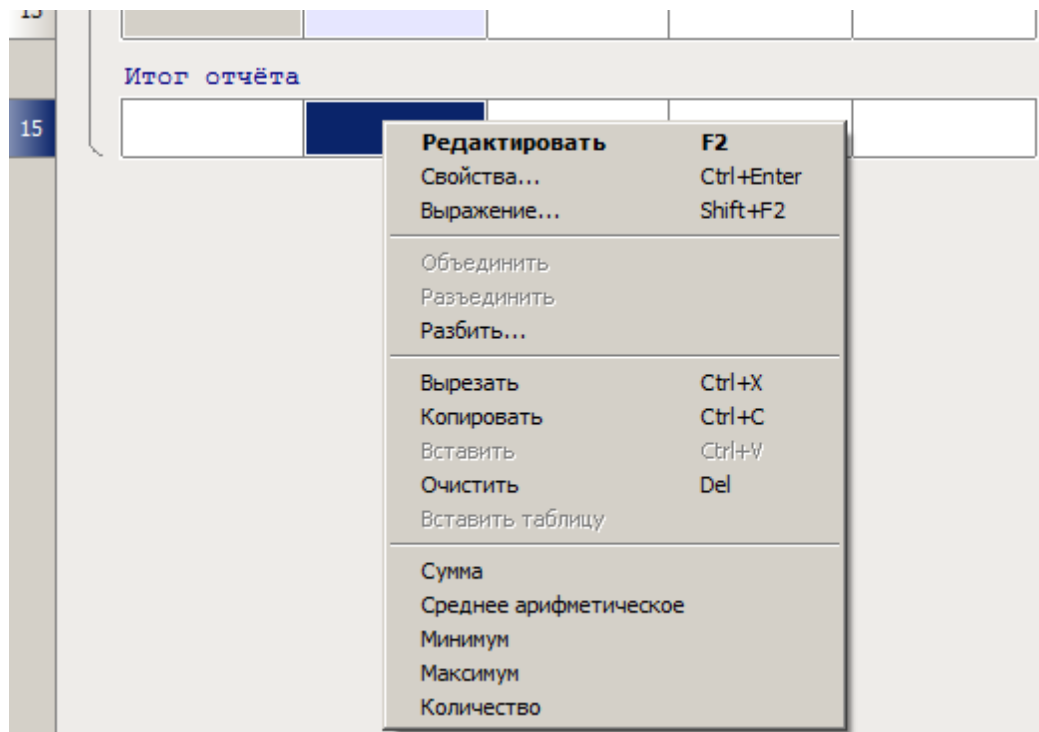 Итог отчёта
15
Редактировать F2
Свойства... Ctrl+Enter
Выражение... Shift+F2
Объединить
Разъединить
Разбить...
Вырезать Ctrl+X
Копировать Ctrl+C
Вставить Ctrl+V
Очистить Del
Вставить таблицу
Сумма
Среднее арифметическое
Минимум
Максимум
Количество